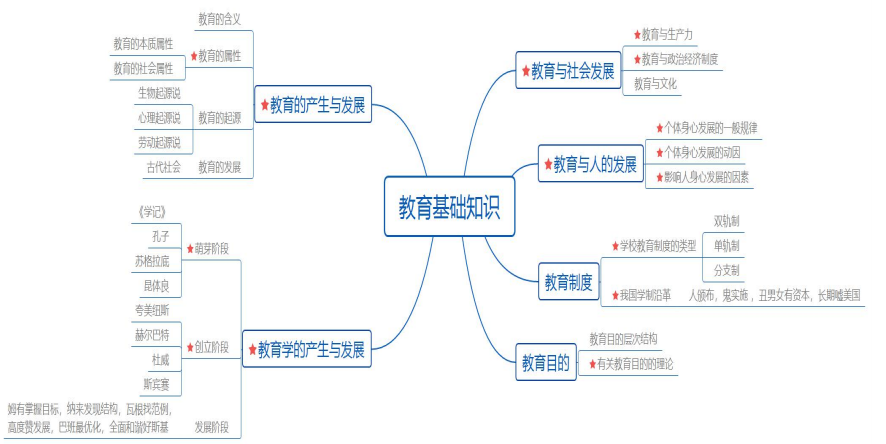 教育基础知识
★教育的产生与发展
教育的含义
★教育的属性
教育的本质属性
教育的社会属性
教育的起源
生物起源说
心理起源说
劳动起源说
教育的发展
古代社会
★教育学的产生与发展
★萌芽阶段
《学记》
孔子
苏格拉底
昆体良
★创立阶段
夸美纽斯
赫尔巴特
杜威
斯宾赛
发展阶段
姆有掌握目标，纳来发现结构，瓦根找范例，
高度赞发展，巴班最优化，全面和谐好斯基
★教育与社会发展
★教育与生产力
★教育与政治经济制度
教育与文化
★教育与人的发展
★个体身心发展的一般规律
★个体身心发展的动因
★影响人身心发展的因素
教育制度
★学校教育制度的类型
双轨制
单轨制
分支制
★我国学制沿革
人颁布，鬼实施，丑男女有资本，长期嘘美国
教育目的
教育目的层次结构
★有关教育目的的理论